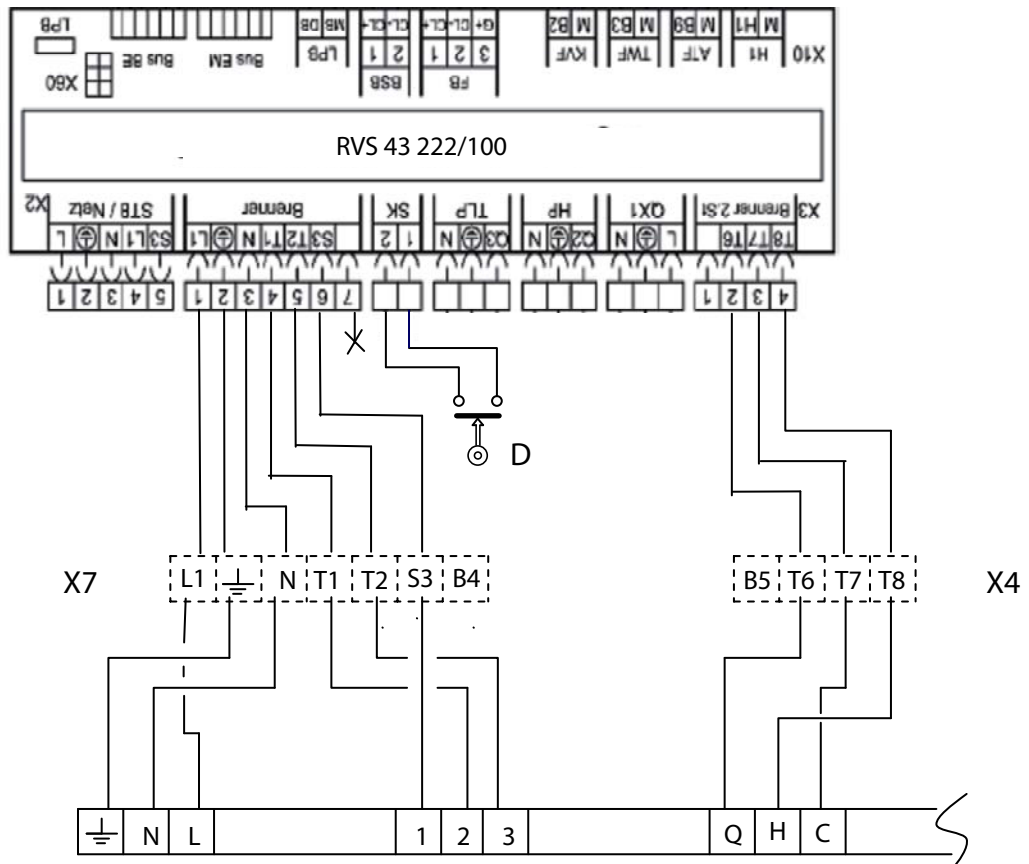 LPB
Bus BE
Bus EM
MB DB
LPB
CL+ CL-
1 2
BSB
CL+ CL- G+
1 2 3
FB
B2 M
KVF
B3 M
TWF
B9 M
ATF
H1 M
H1
X10
X60
RVS 43 222/100
X2
STB / Netz
Brenner
SK
TLP
HP
QX1
Brenner 2.St
X3
L N L1 S3
L1 N T1 T2 S3
2 1
N Q3
N Q2
N L
T6 T7 T8
1 2 3 4 5
1 2 3 4 5 6 7
1 2 3 4
D
X7
L1 N T1 T2 S3 B4
B5 T6 T7 T8
X4
N L
1 2 3
Q H C